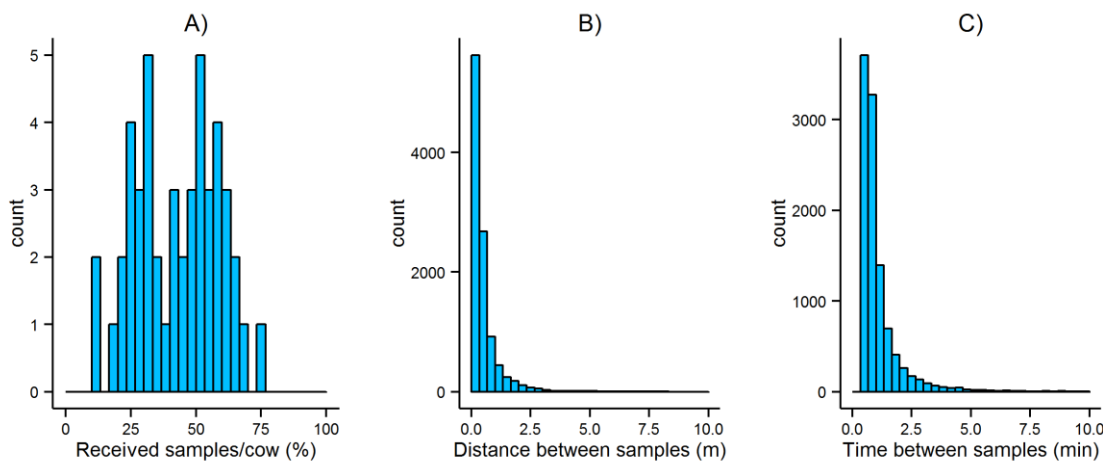 A)
count
5
4
3
2
1
0
0 25 50 75 100
Received samples/cow (%)
B)
count
4000
2000
0
0.0 2.5 5.0 7.5 10.0
Distance between samples (m)
C)
count
3000
2000
1000
0
0.0 2.5 5.0 7.5 10.0
Time between samples (min)